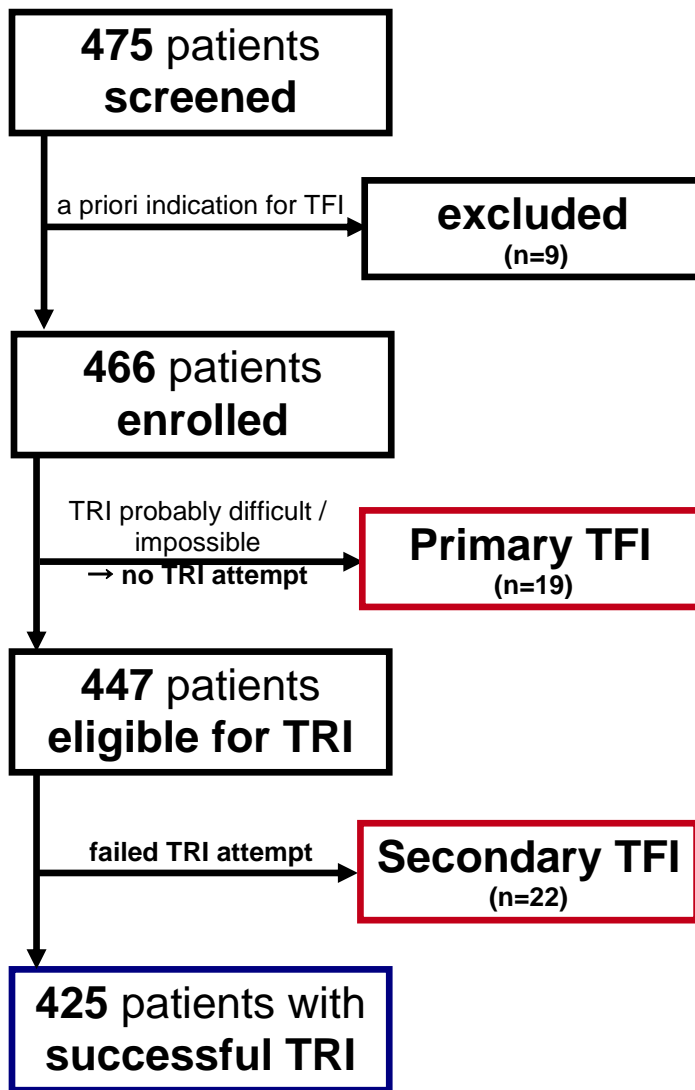 475 patients
screened
a priori indication for TFI
excluded
(n=9)
466 patients
enrolled
TRI probably difficult /
impossible
→ no TRI attempt
Primary TFI
(n=19)
447 patients
eligible for TRI
failed TRI attempt
Secondary TFI
(n=22)
425 patients with
successful TRI